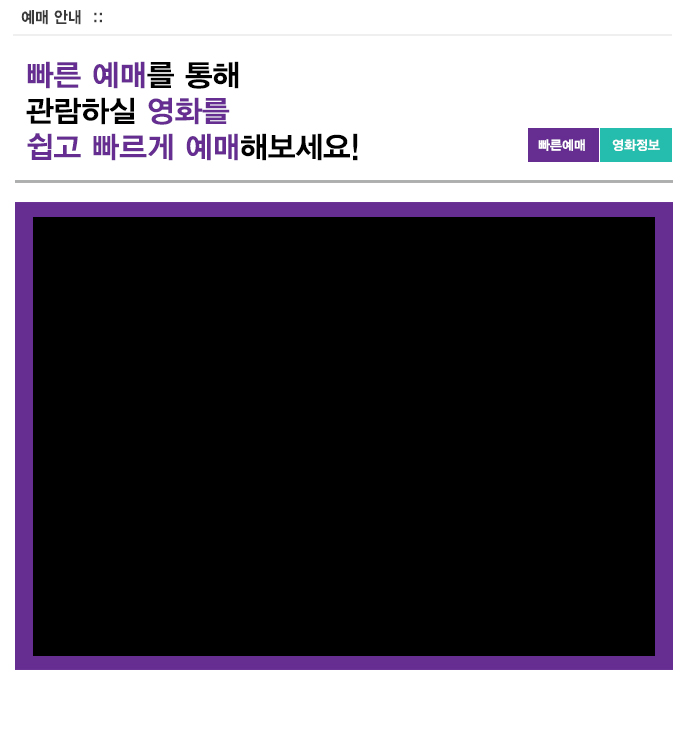 예매 안내 ::
빠른 예매를 통해
관람하실 영화를
쉽고 빠르게 예매해보세요!
빠른예매 영화정보